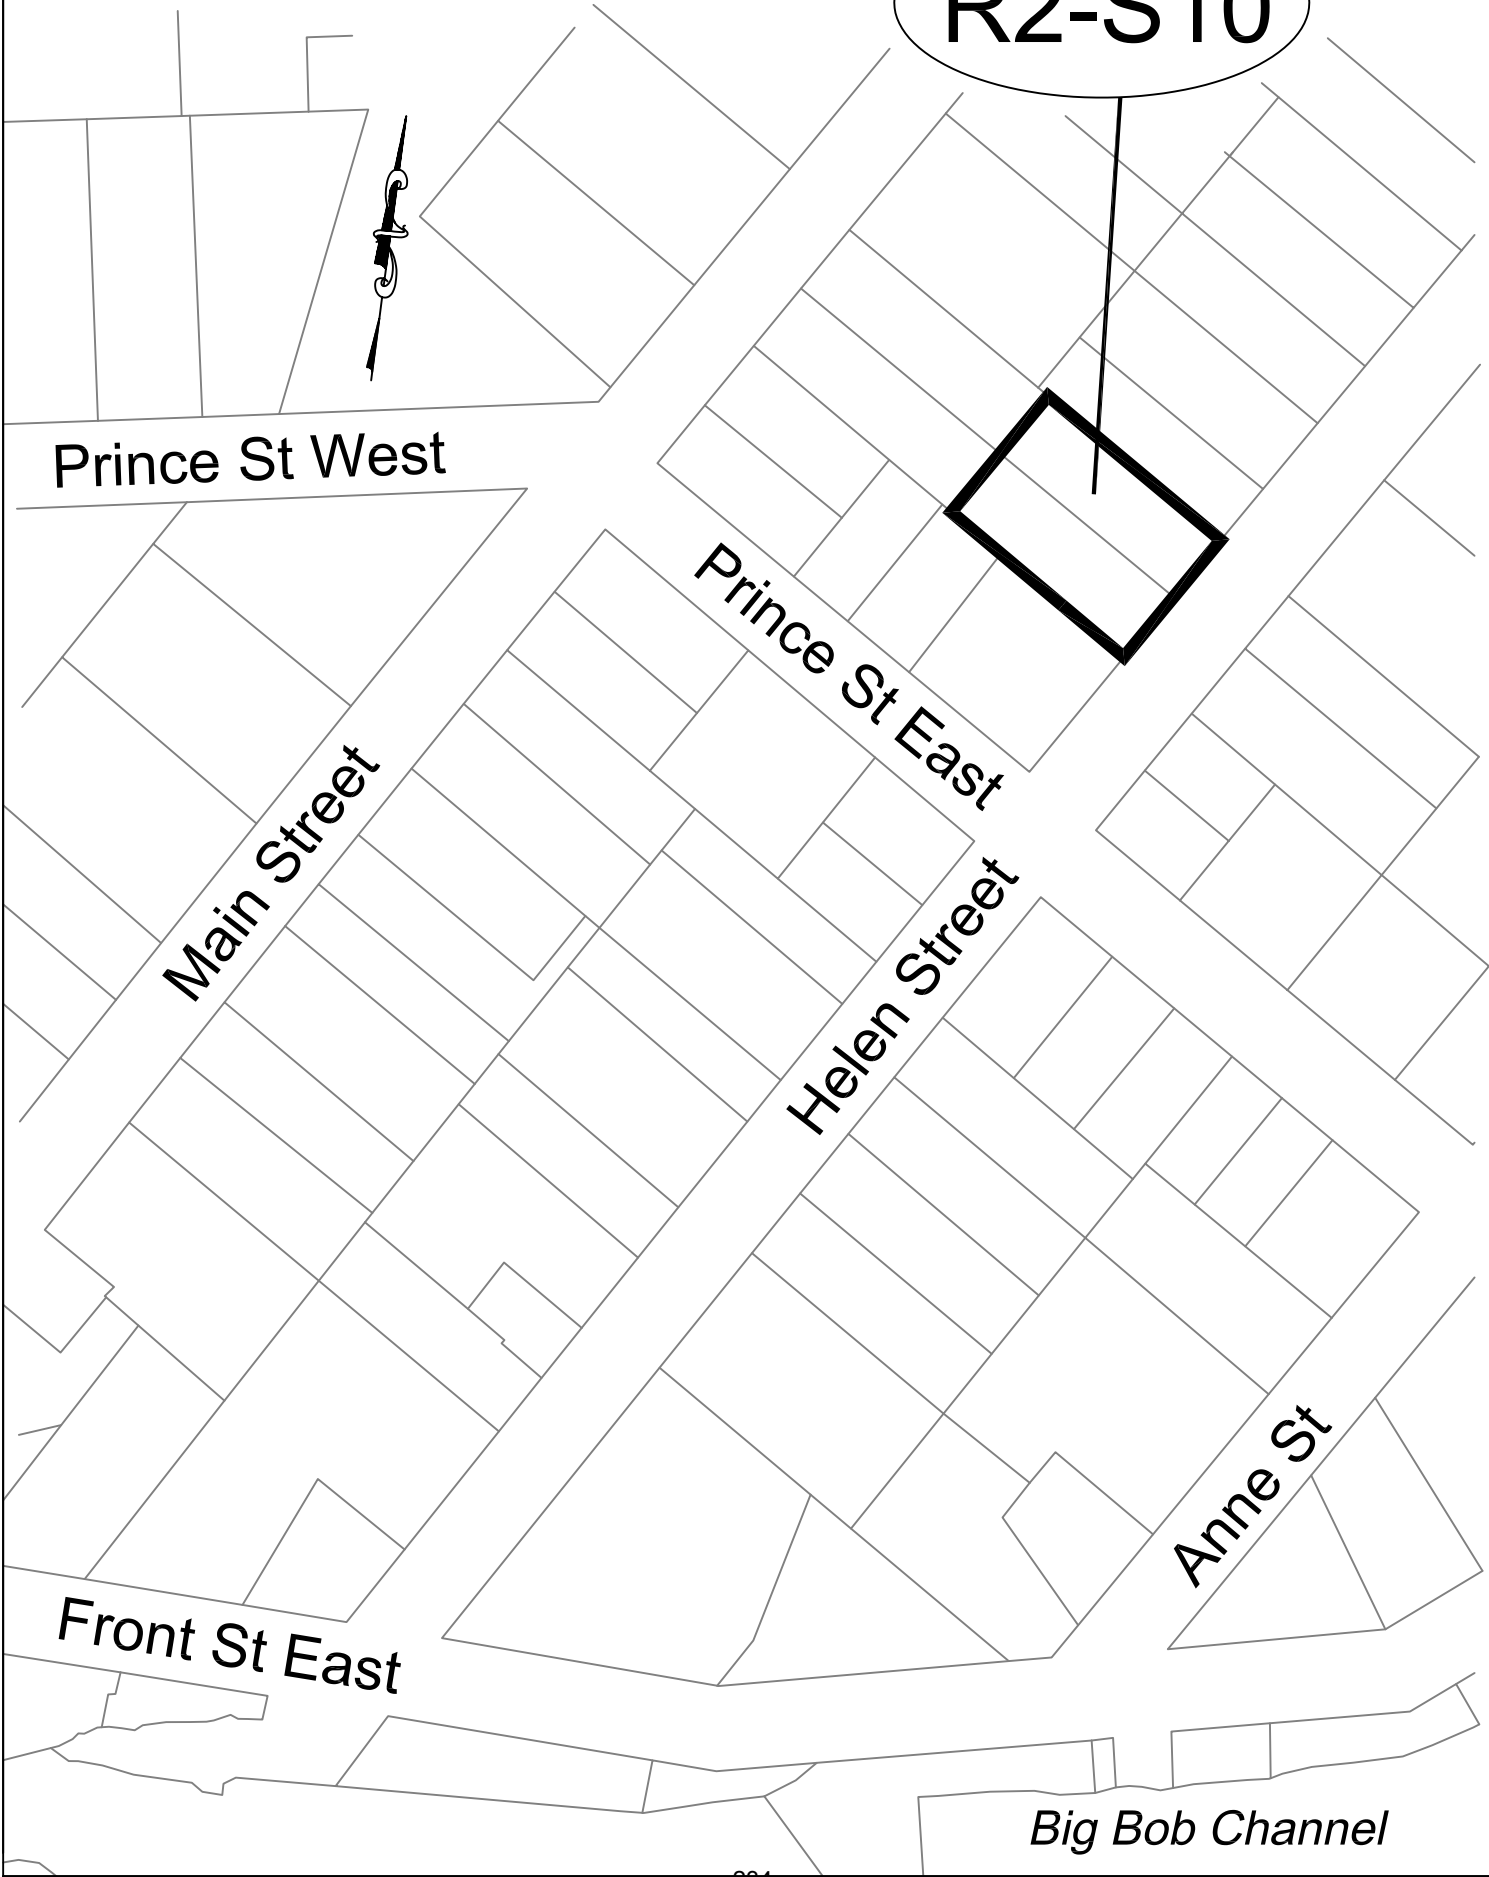 R2-S10
Prince St West
Prince St East
Main Street
Helen Street
Anne St
Front St East
Big Bob Channel